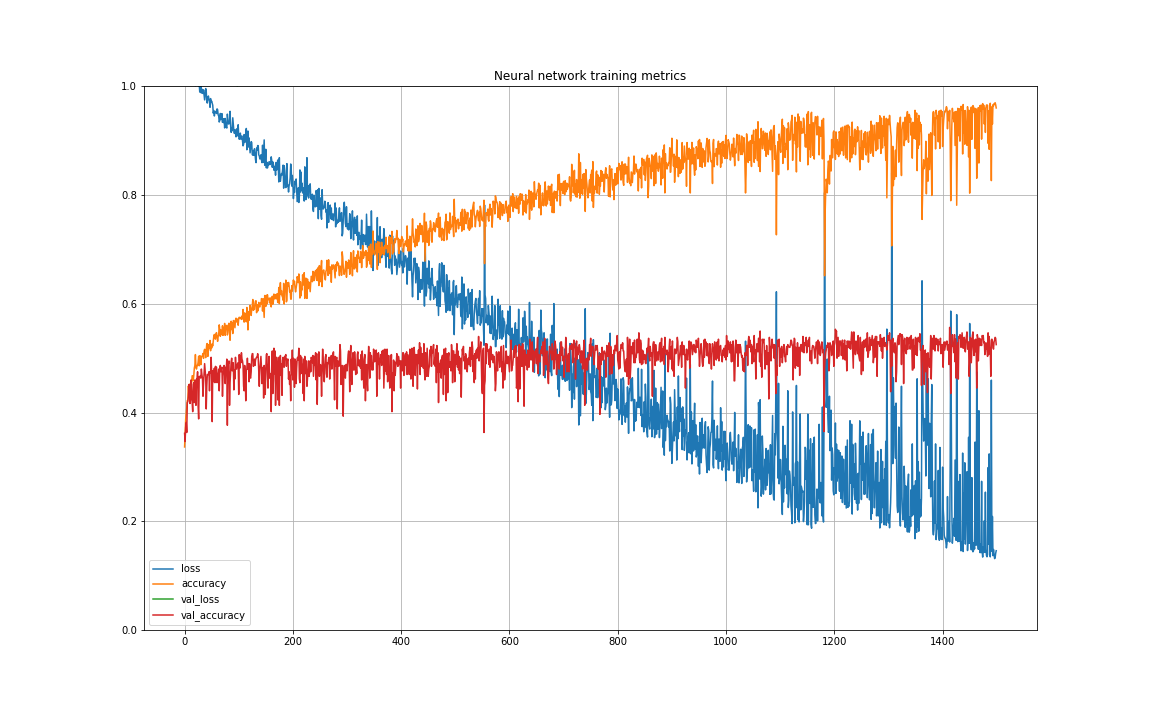 Neural network training metrics
1.0
0.8
0.6
0.4
0.2
0.0
loss
accuracy
val_loss
val_accuracy
0 200 400 600 800 1000 1200 1400